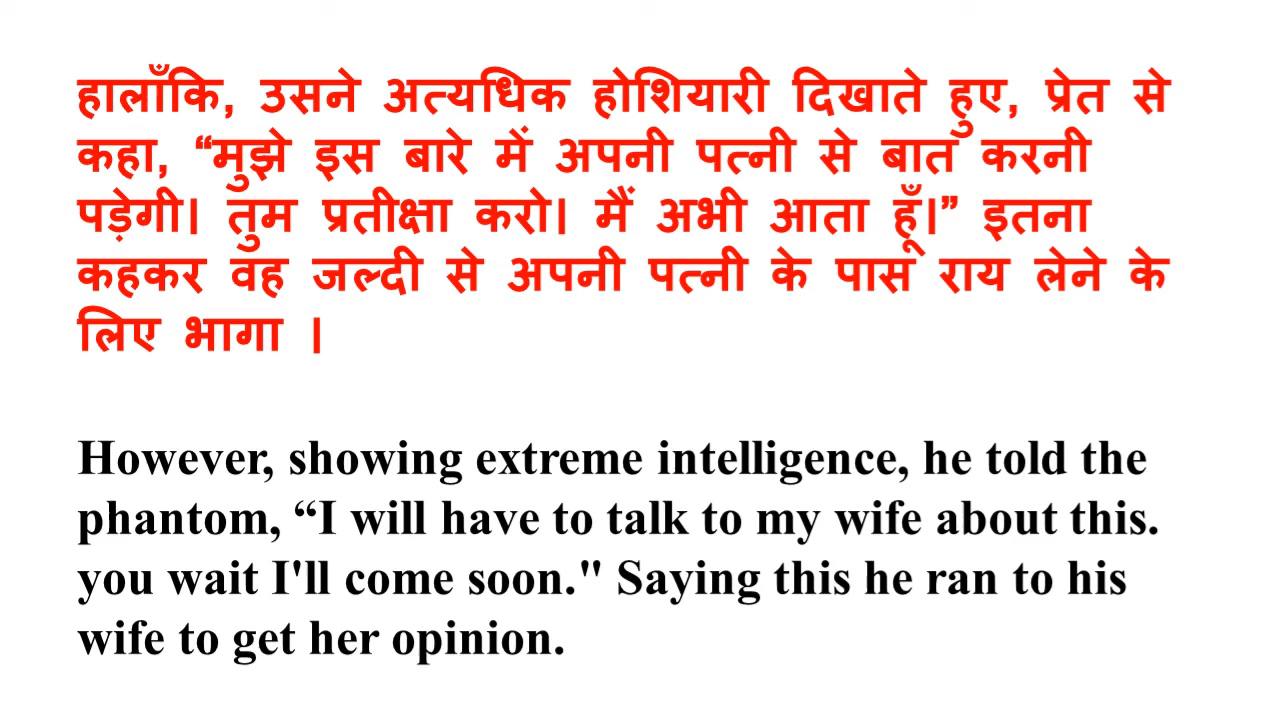 हालाँकि, उसने अत्यधिक होशियारी दिखाते हुए, प्रेत से
कहा, “मुझे इस बारे में अपनी पत्नी से बात करनी
पड़ेगी। तुम प्रतीक्षा करो। मैं अभी आता हूँ।” इतना
कहकर वह जल्दी से अपनी पत्नी के पास राय लेने के
लिए भागा ।
However, showing extreme intelligence, he told the
phantom, “I will have to talk to my wife about this.
you wait I'll come soon." Saying this he ran to his
wife to get her opinion.